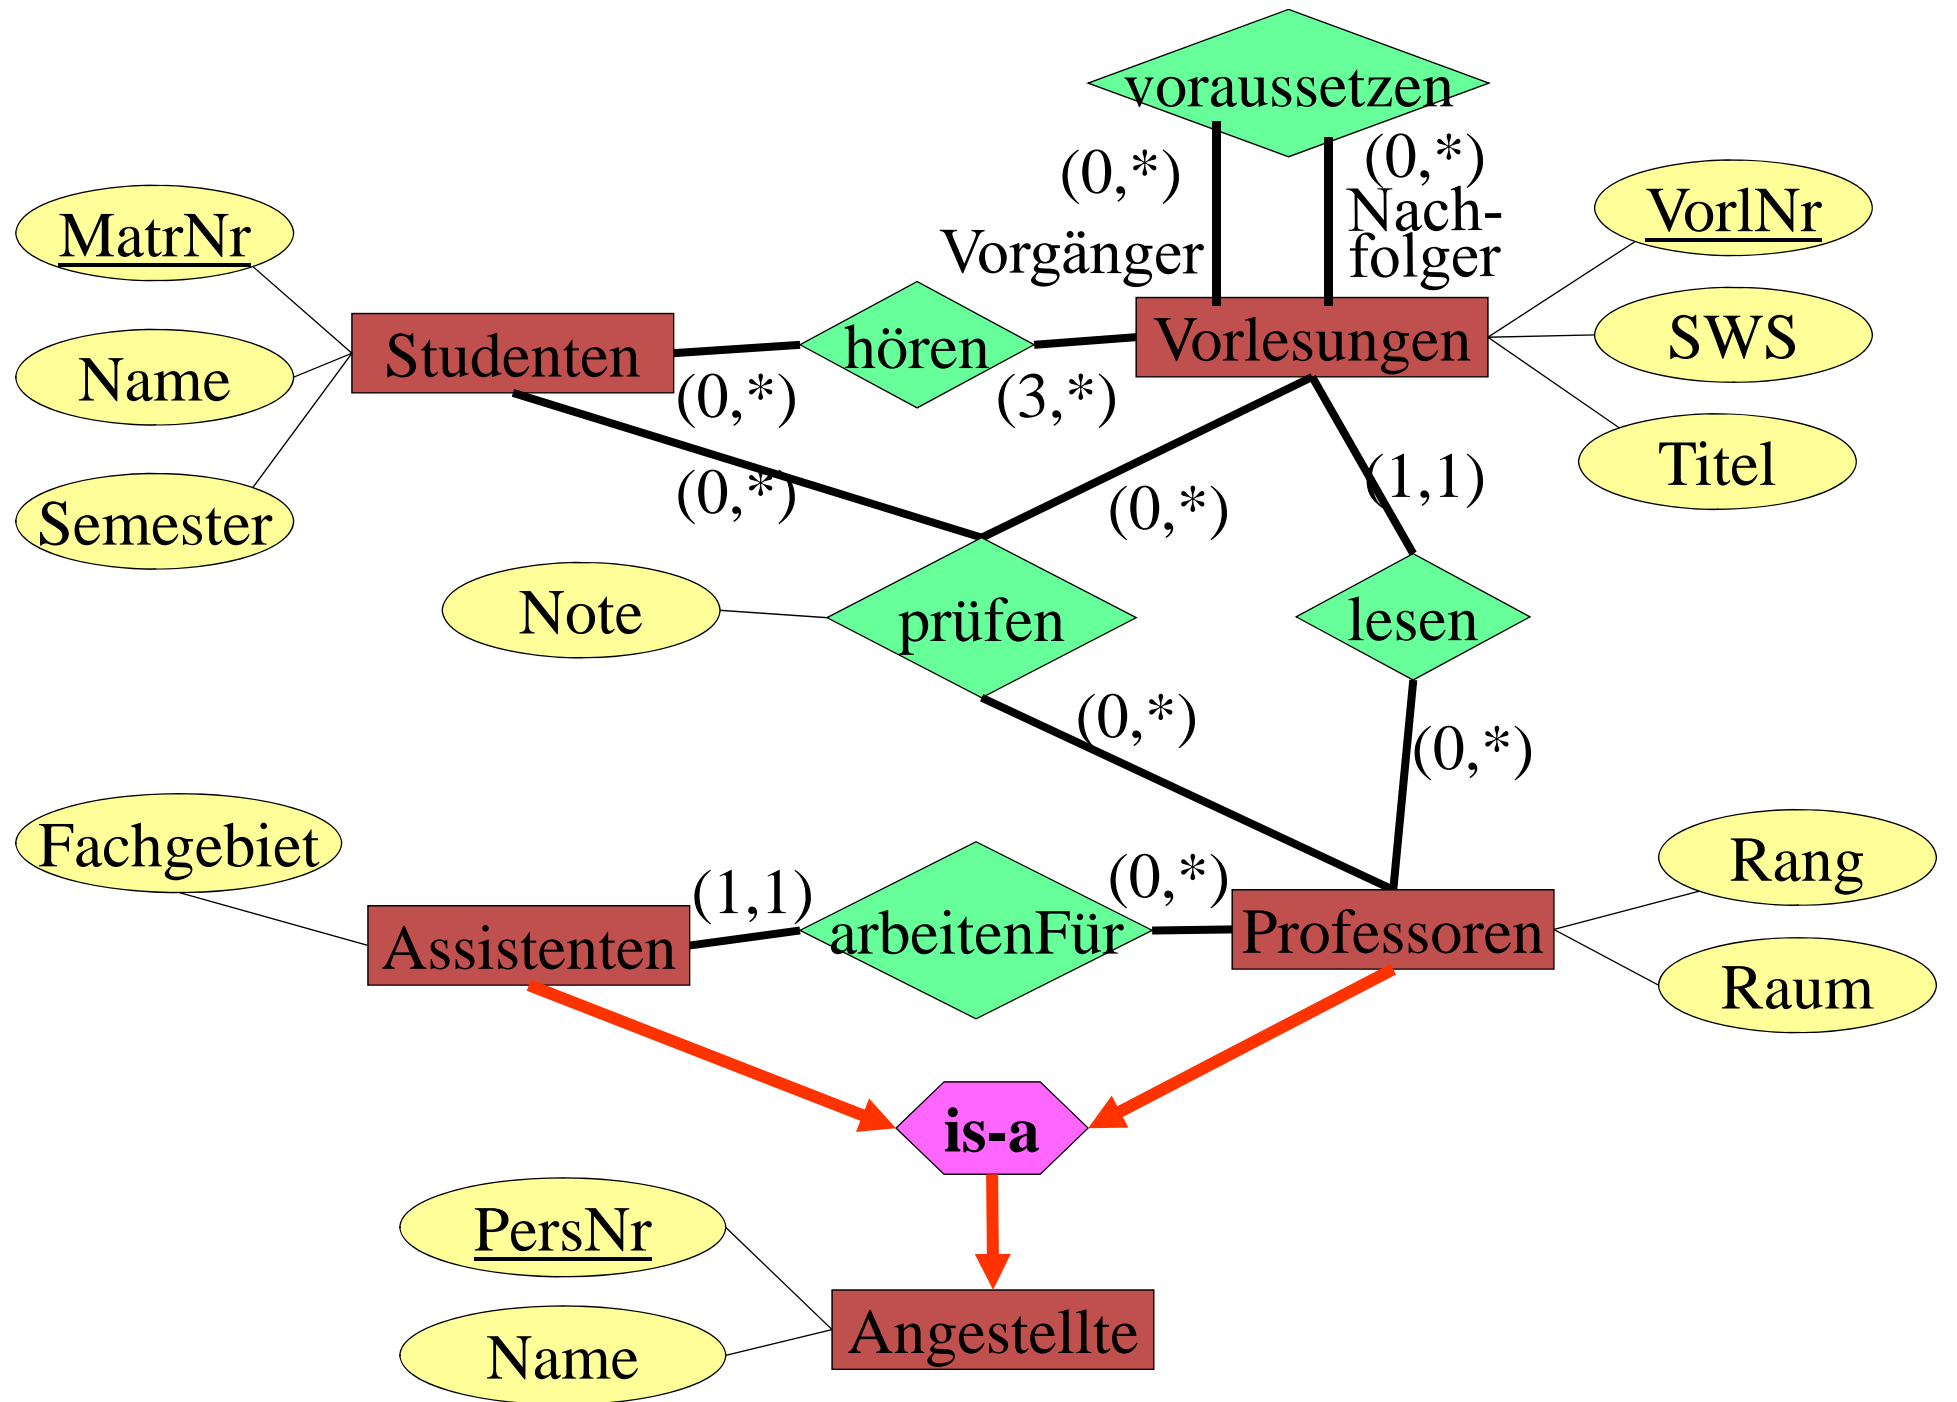 voraussetzen
(0,*)
(0,*)
Nach-
folger
Vorgänger
MatrNr
VorlNr
Studenten
hören
Vorlesungen
SWS
Name
(0,*)
(3,*)
Titel
(0,*)
(0,*)
(1,1)
Semester
Note
prüfen
lesen
(0,*)
(0,*)
Fachgebiet
Rang
(1,1)
(0,*)
Assistenten
arbeitenFür
Professoren
Raum
is-a
PersNr
Name
Angestellte